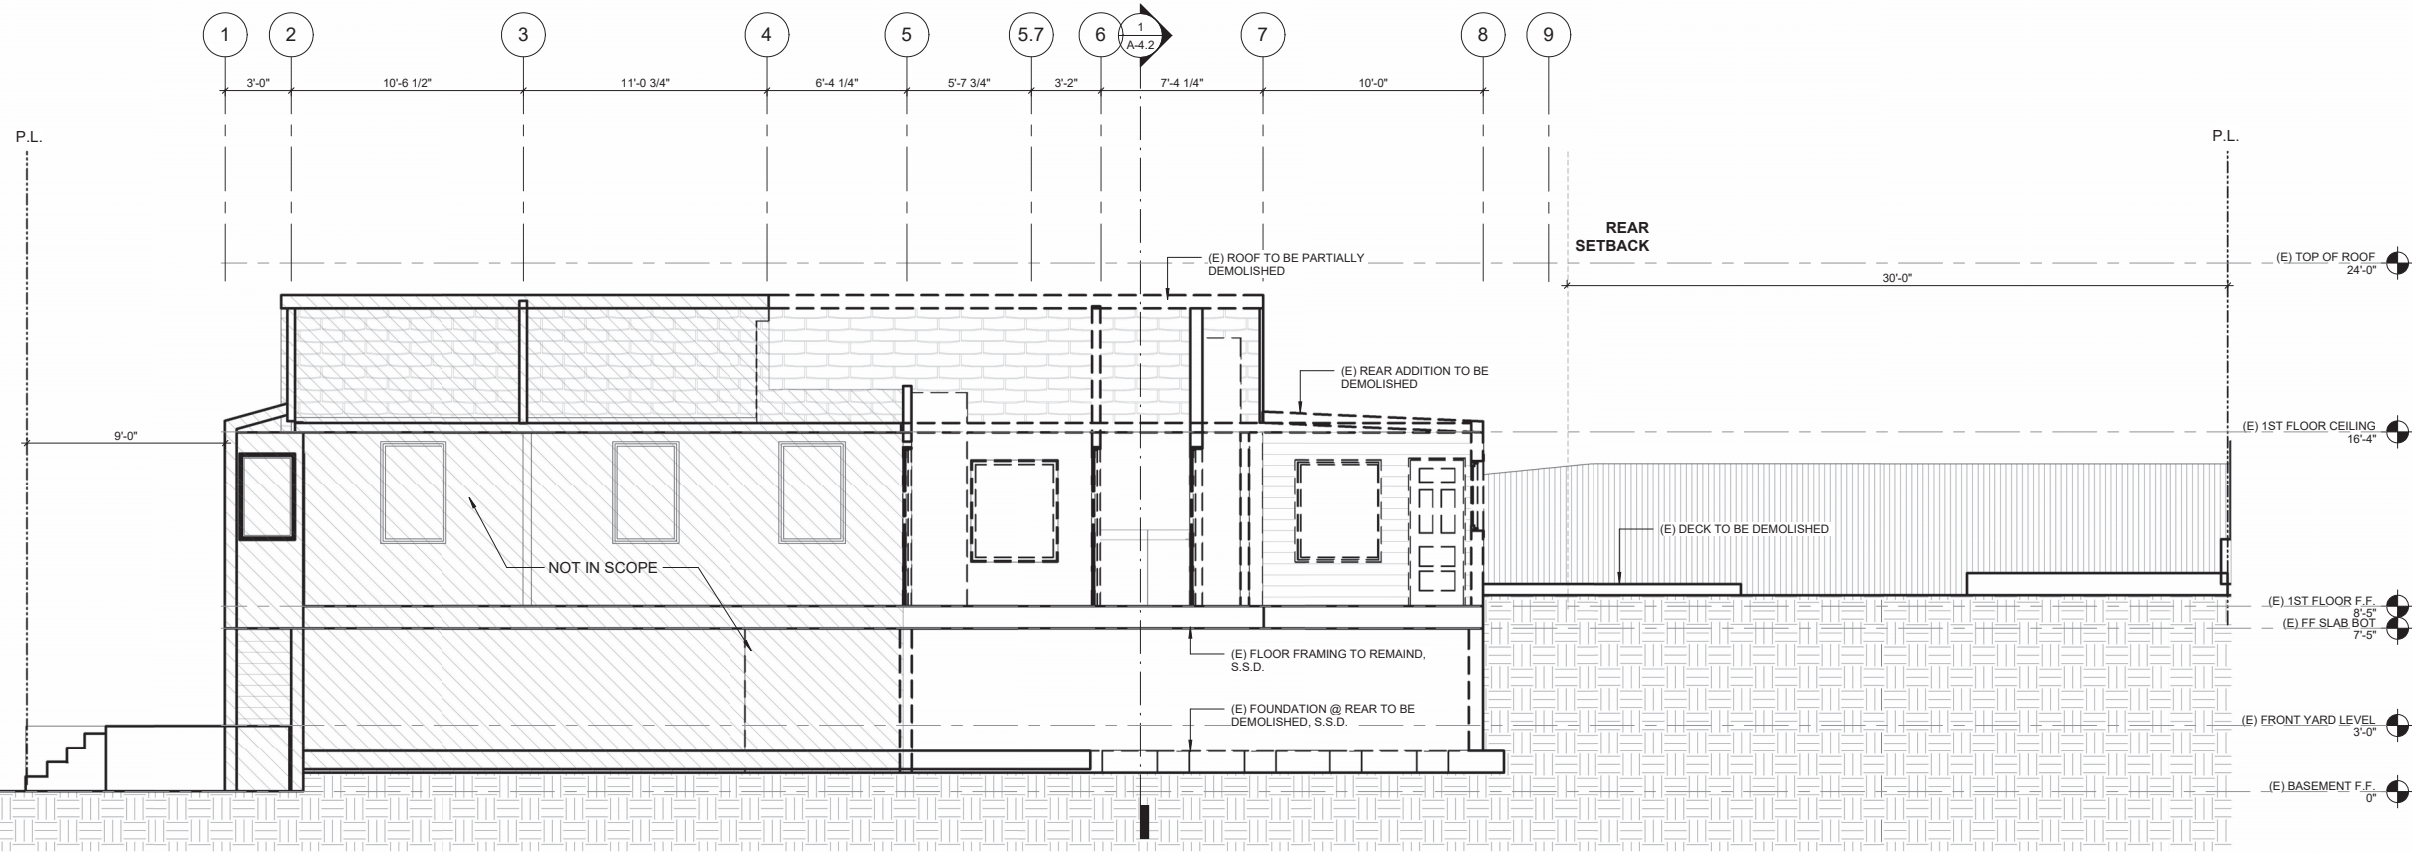 1
2
3
4
5
5.7
6
1
A-4.2
7
8
9
3'-0"
10'-6 1/2"
11'-0 3/4"
6'-4 1/4"
5'-7 3/4"
3'-2"
7'-4 1/4"
10'-0"
P.L.
P.L.
REAR
SETBACK
(E) ROOF TO BE PARTIALLY
DEMOLISHED
(E) TOP OF ROOF
24'-0"
30'-0"
(E) REAR ADDITION TO BE
DEMOLISHED
9'-0"
(E) 1ST FLOOR CEILING
16'-4"
(E) DECK TO BE DEMOLISHED
NOT IN SCOPE
(E) 1ST FLOOR F.F.
8'-5"
(E) FF SLAB BOT
7'-5"
(E) FLOOR FRAMING TO REMAIND,
S.S.D.
(E) FOUNDATION @ REAR TO BE
DEMOLISHED, S.S.D.
(E) FRONT YARD LEVEL
3'-0"
(E) BASEMENT F.F.
0"